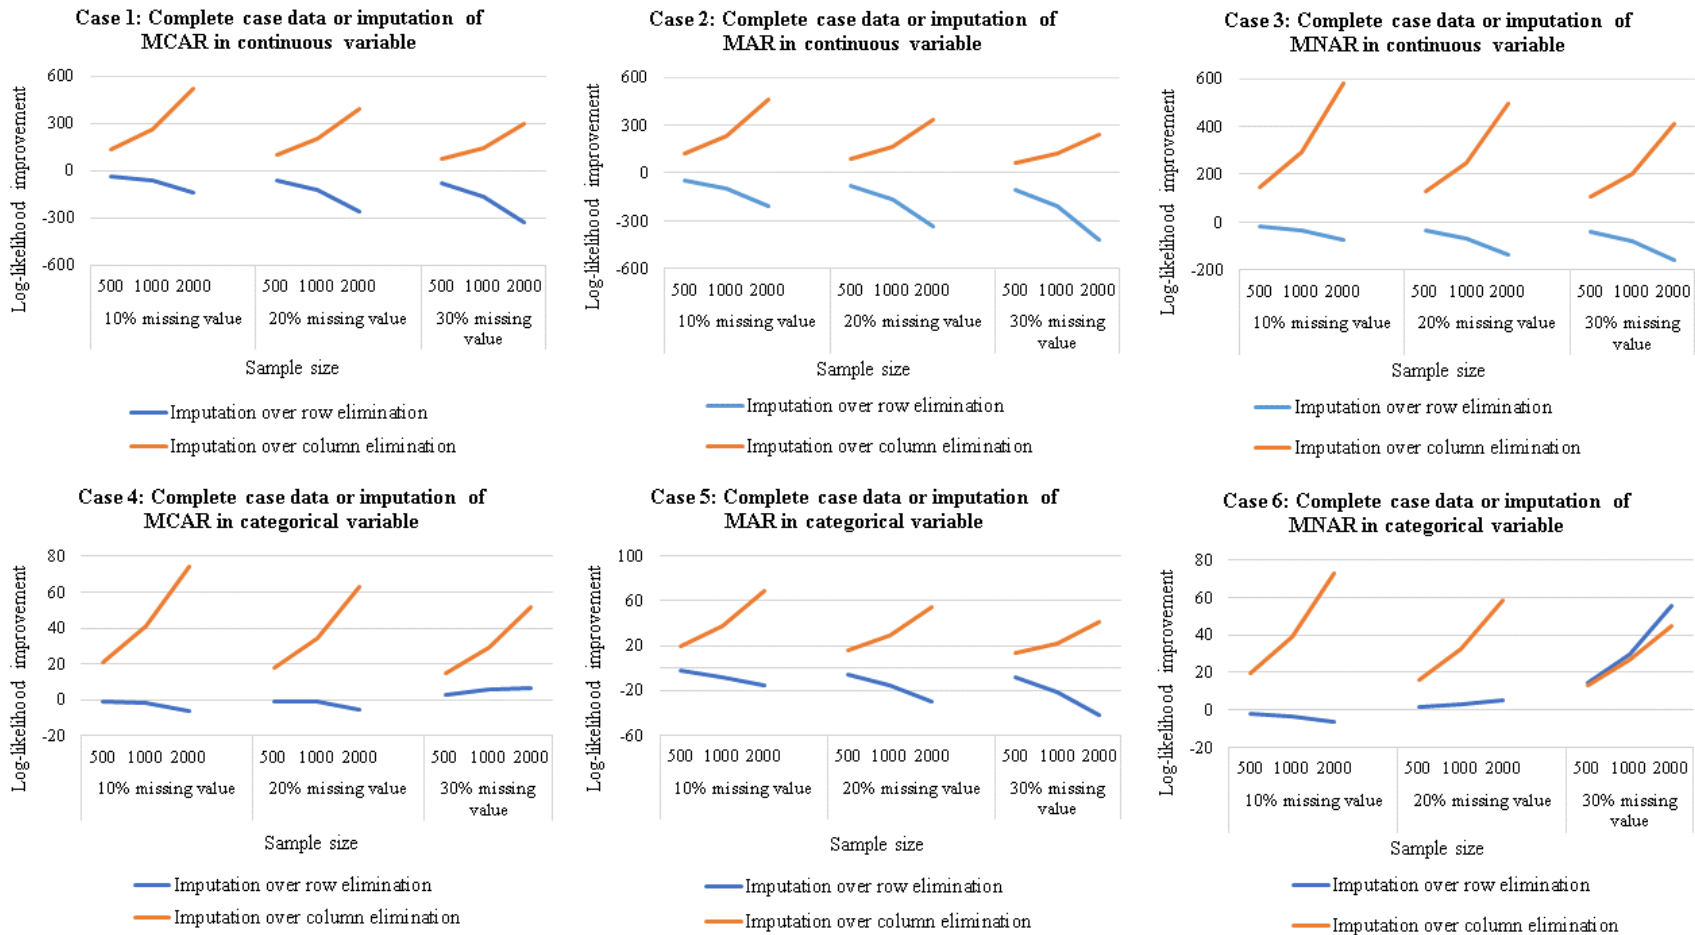 Case 1: Complete case data or imputation of
MCAR in continuous variable
Log-likelihood improvement
600
300
0
-300
-600
500 1000 2000 500 1000 2000 500 1000 2000
10% missing value 20% missing value 30% missing
value
Sample size
Imputation over row elimination
Imputation over column elimination
Case 2: Complete case data or imputation of
MAR in continuous variable
Log-likelihood improvement
600
300
0
-300
-600
500 1000 2000 500 1000 2000 500 1000 2000
10% missing value 20% missing value 30% missing
value
Sample size
Imputation over row elimination
Imputation over column elimination
Case 3: Complete case data or imputation of
MNAR in continuous variable
Log-likelihood improvement
600
400
200
0
-200
500 1000 2000 500 1000 2000 500 1000 2000
10% missing value 20% missing value 30% missing
value
Sample size
Imputation over row elimination
Imputation over column elimination
Case 4: Complete case data or imputation of
MCAR in categorical variable
Log-likelihood improvement
80
60
40
20
0
-20
500 1000 2000 500 1000 2000 500 1000 2000
10% missing value 20% missing value 30% missing
value
Sample size
Imputation over row elimination
Imputation over column elimination
Case 5: Complete case data or imputation of
MAR in categorical variable
Log-likelihood improvement
100
60
20
-20
-60
500 1000 2000 500 1000 2000 500 1000 2000
10% missing value 20% missing value 30% missing
value
Sample size
Imputation over row elimination
Imputation over column elimination
Case 6: Complete case data or imputation of
MNAR in categorical variable
Log-likelihood improvement
80
60
40
20
0
-20
500 1000 2000 500 1000 2000 500 1000 2000
10% missing value 20% missing value 30% missing
value
Sample size
Imputation over row elimination
Imputation over column elimination